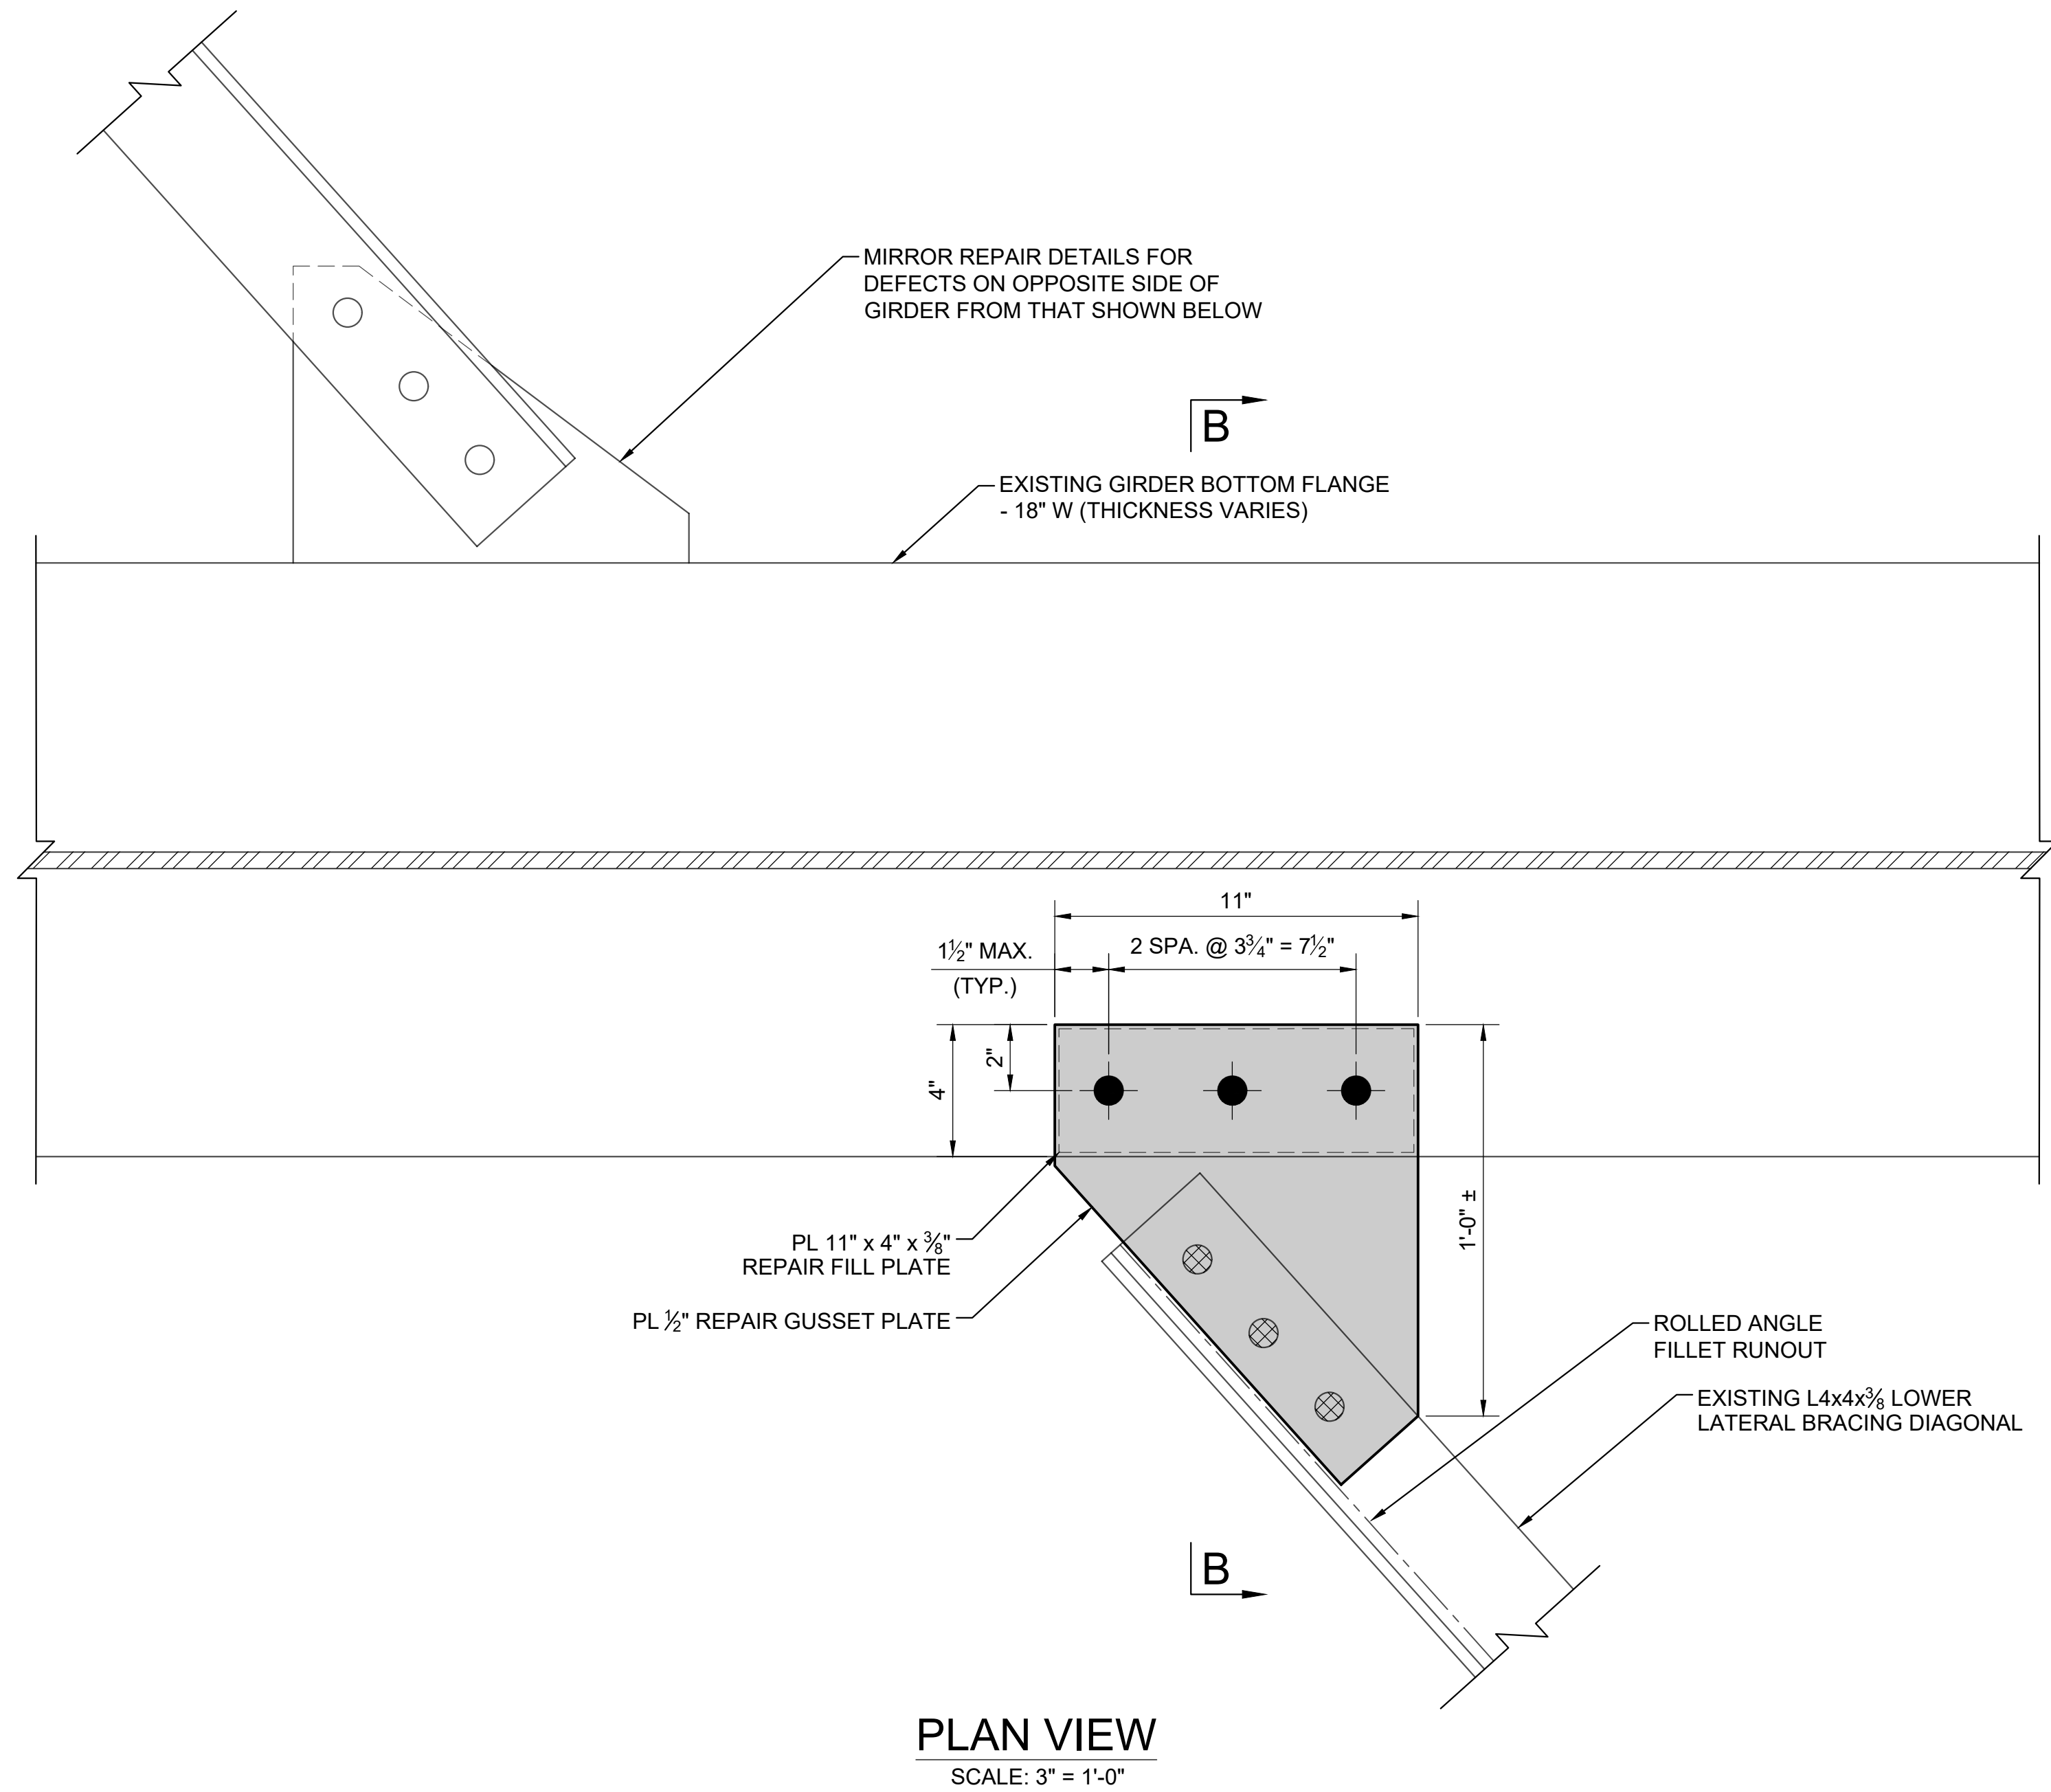 MIRROR REPAIR DETAILS FOR
DEFECTS ON OPPOSITE SIDE OF
GIRDER FROM THAT SHOWN BELOW
B
EXISTING GIRDER BOTTOM FLANGE
- 18" W (THICKNESS VARIES)
11"
1½" MAX.
(TYP.)
2 SPA. @ 3¾" = 7½"
2"
4"
1'-0" ±
PL 11" x 4" x ⅜"
REPAIR FILL PLATE
PL ½" REPAIR GUSSET PLATE
ROLLED ANGLE
FILLET RUNOUT
EXISTING L4x4x⅜ LOWER
LATERAL BRACING DIAGONAL
B
PLAN VIEW
SCALE: 3" = 1'-0"